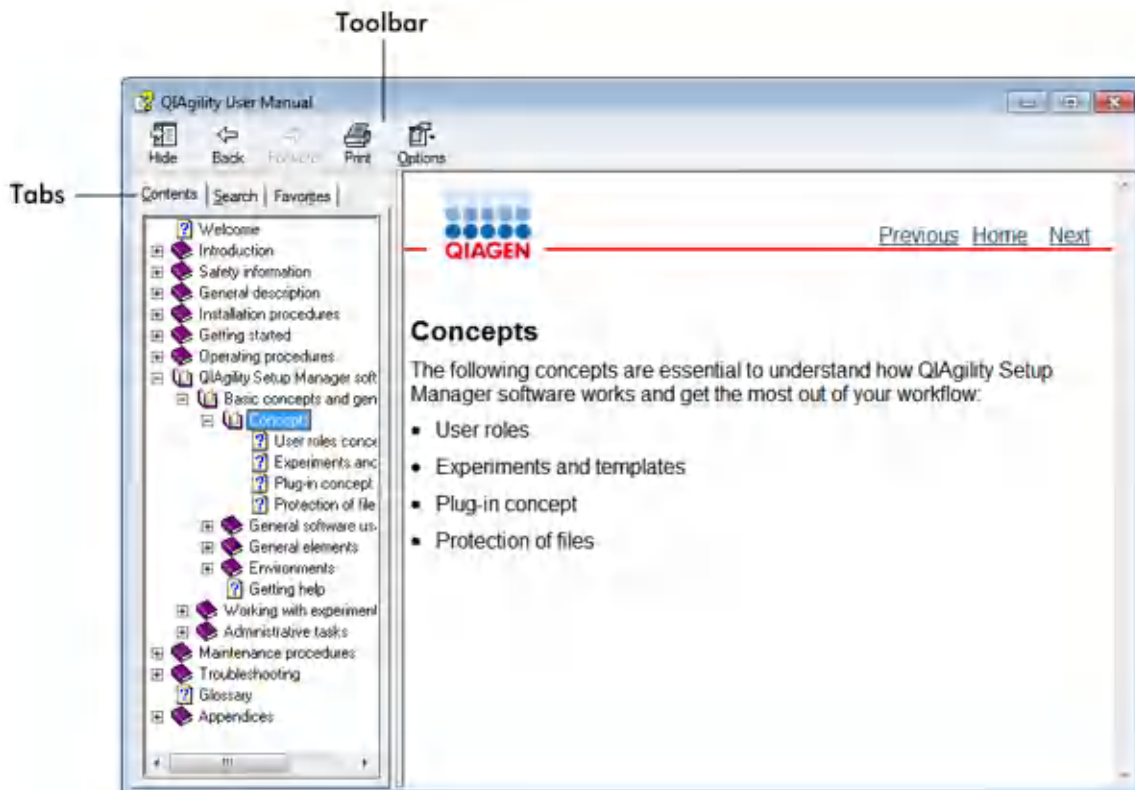 Toolbar
QIAgility User Manual
Hide Back Forward Print Options
Tabs
Contents Search Favorites
Welcome
Introduction
Safety information
General description
Installation procedures
Getting started
Operating procedures
QIAgility Setup Manager soft
Basic concepts and gen
Concepts
User roles conce
Experiments and
Plug-in concept
Protection of file
General software us
General elements
Environments
Getting help
Working with experiment
Administrative tasks
Maintenance procedures
Troubleshooting
Glossary
Appendices
QIAGEN
Previous Home Next
Concepts
The following concepts are essential to understand how QIAgility Setup
Manager software works and get the most out of your workflow:
• User roles
• Experiments and templates
• Plug-in concept
• Protection of files